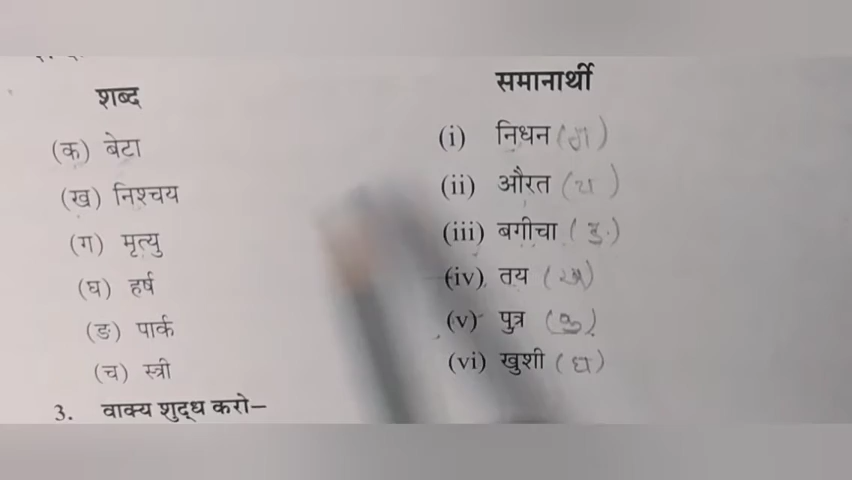 शब्द
समानार्थी
(क) बेटा
(i) निधन (ग)
(ख) निश्चय
(ii) औरत (च)
(ग) मृत्यु
(iii) बगीचा (ङ)
(घ) हर्ष
(iv) तय (ख)
(ङ) पार्क
(v) पुत्र (क)
(च) स्त्री
(vi) खुशी (घ)
3. वाक्य शुद्ध करो–